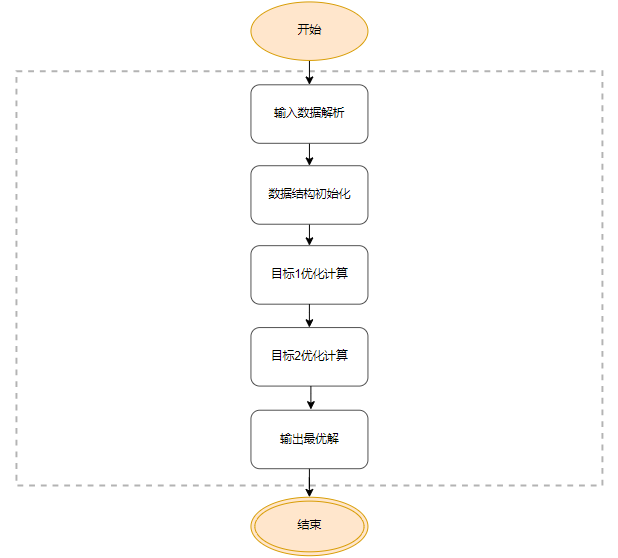 开始
输入数据解析
数据结构初始化
目标1优化计算
目标2优化计算
输出最优解
结束